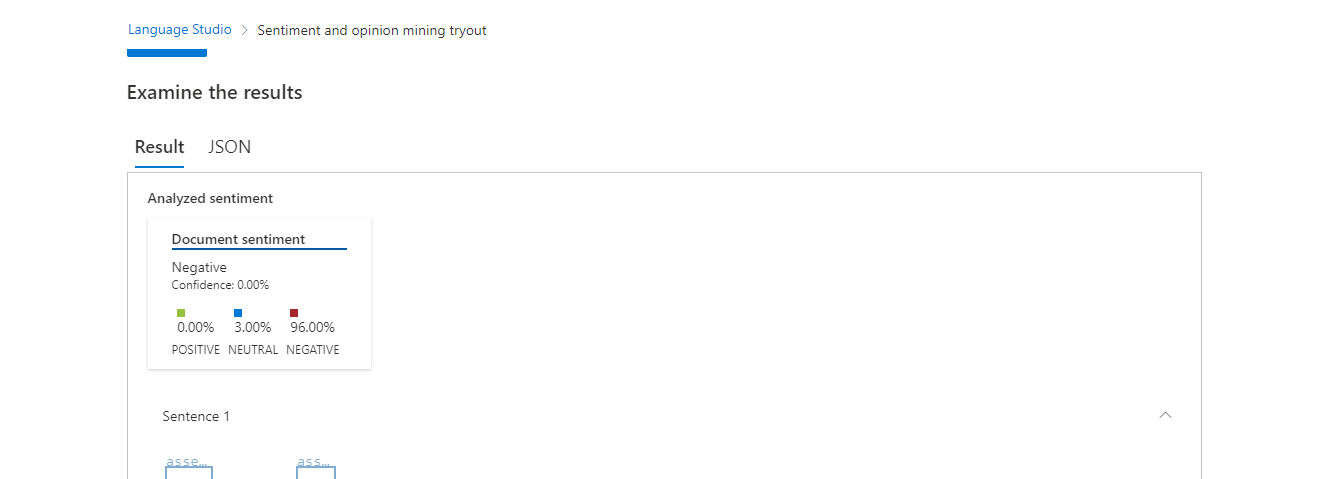 Language Studio > Sentiment and opinion mining tryout
Examine the results
Result JSON
Analyzed sentiment
Document sentiment
Negative
Confidence: 0.00%
0.00% 3.00% 96.00%
POSITIVE NEUTRAL NEGATIVE
Sentence 1
asse... ass...